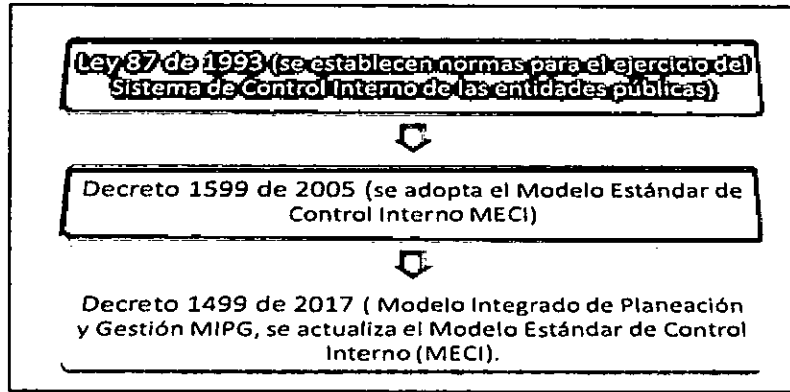 Ley 87 de 1993 (se establecen normas para el ejercicio del
Sistema de Control Interno de las entidades públicas)
Decreto 1599 de 2005 (se adopta el Modelo Estándar de
Control Interno MECI)
Decreto 1499 de 2017 ( Modelo Integrado de Planeación
y Gestión MIPG, se actualiza el Modelo Estándar de Control
Interno (MECI).